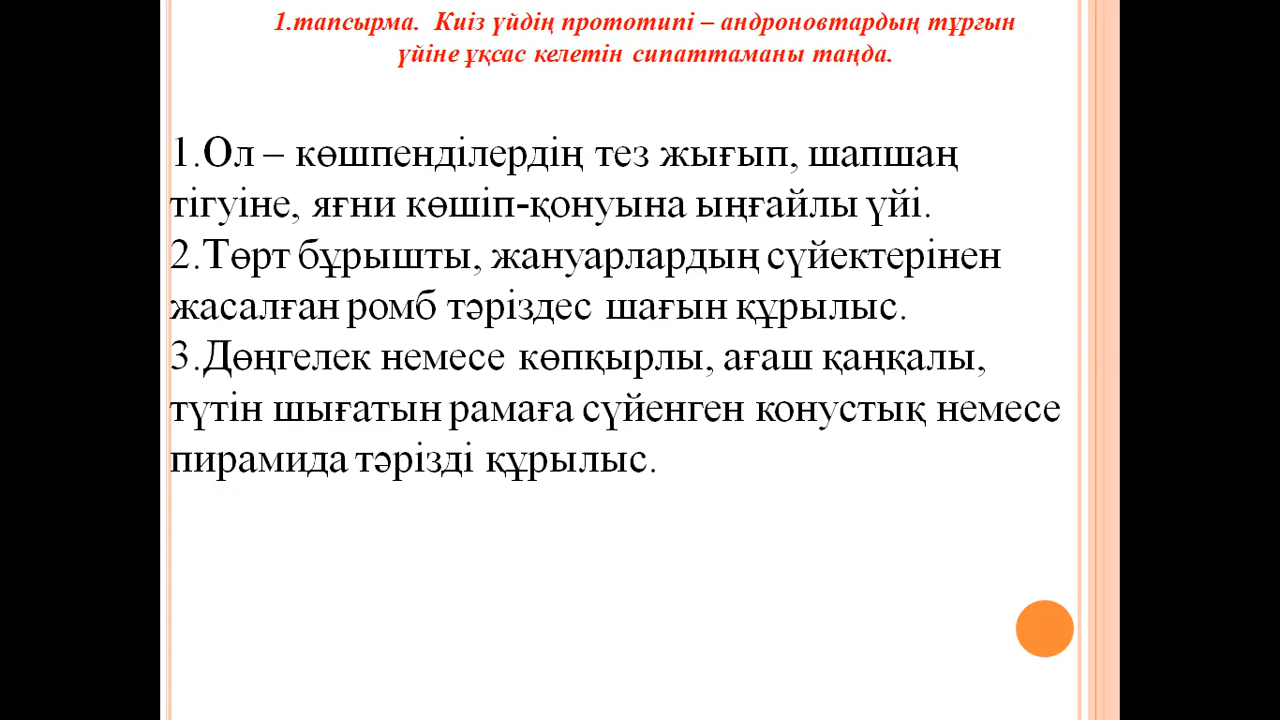 1.тапсырма. Киіз үйдің прототипі – андроновтардың тұрғын
үйіне ұқсас келетін сипаттаманы таңда.
1.Ол – көшпенділердің тез жығып, шапшаң
тігуіне, яғни көшіп-қонуына ыңғайлы үйі.
2.Төрт бұрышты, жануарлардың сүйектерінен
жасалған ромб тәріздес шағын құрылыс.
3.Дөңгелек немесе көпқырлы, ағаш қаңқалы,
түтін шығатын рамаға сүйенген конустық немесе
пирамида тәрізді құрылыс.